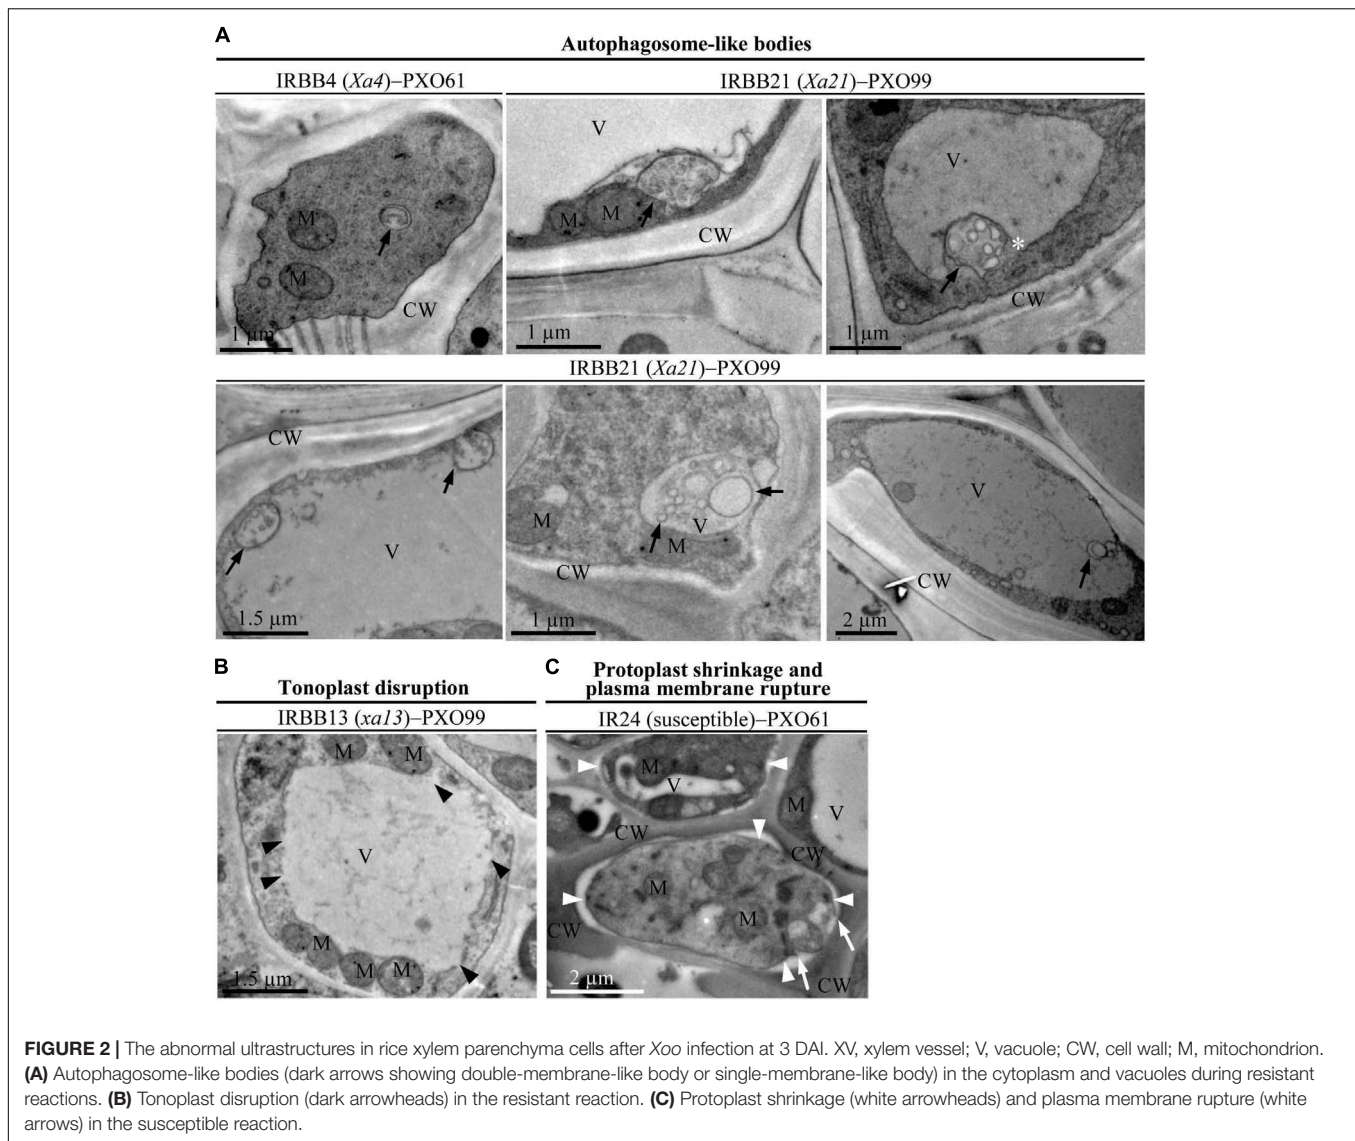 A
Autophagosome-like bodies
IRBB4 (Xa4)–PXO61
IRBB21 (Xa21)–PXO99
M
M
CW
1 µm
V
M
M
CW
1 µm
V
*
CW
1 µm
IRBB21 (Xa21)–PXO99
CW
V
1.5 µm
M
V
M
CW
1 µm
V
CW
2 µm
B
Tonoplast disruption
IRBB13 (xa13)–PXO99
M
M
V
M
M
M
1.5 µm
C
Protoplast shrinkage and
plasma membrane rupture
IR24 (susceptible)–PXO61
M
V
M
V
CW
CW
M
M
CW
CW
2 µm
FIGURE 2 | The abnormal ultrastructures in rice xylem parenchyma cells after Xoo infection at 3 DAI. XV, xylem vessel; V, vacuole; CW, cell wall; M, mitochondrion.
(A) Autophagosome-like bodies (dark arrows showing double-membrane-like body or single-membrane-like body) in the cytoplasm and vacuoles during resistant
reactions. (B) Tonoplast disruption (dark arrowheads) in the resistant reaction. (C) Protoplast shrinkage (white arrowheads) and plasma membrane rupture (white
arrows) in the susceptible reaction.